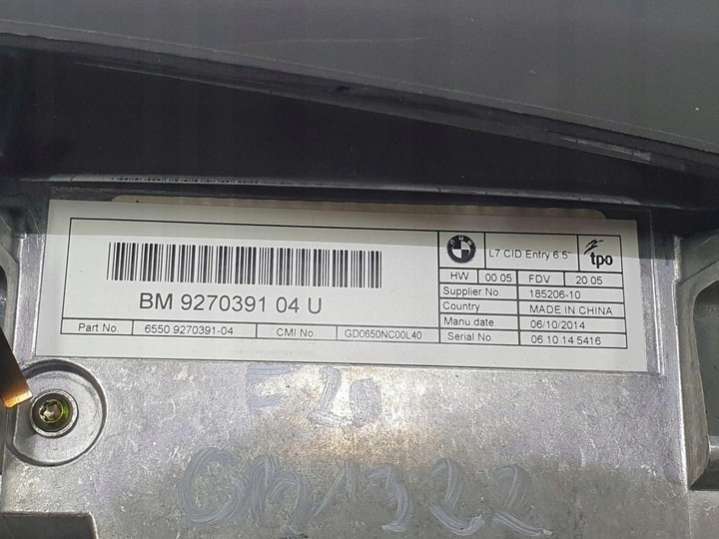 BM 9270391 04 U
Part No. 6550 9270391-04 CMI No. GD0650NC00L40
L7 CID Entry 6.5" tpo
HW 00 05 FDV 20 05
Supplier No. 185206-10
Country MADE IN CHINA
Manu date 06/10/2014
Serial No. 06 10 14 5416
F20